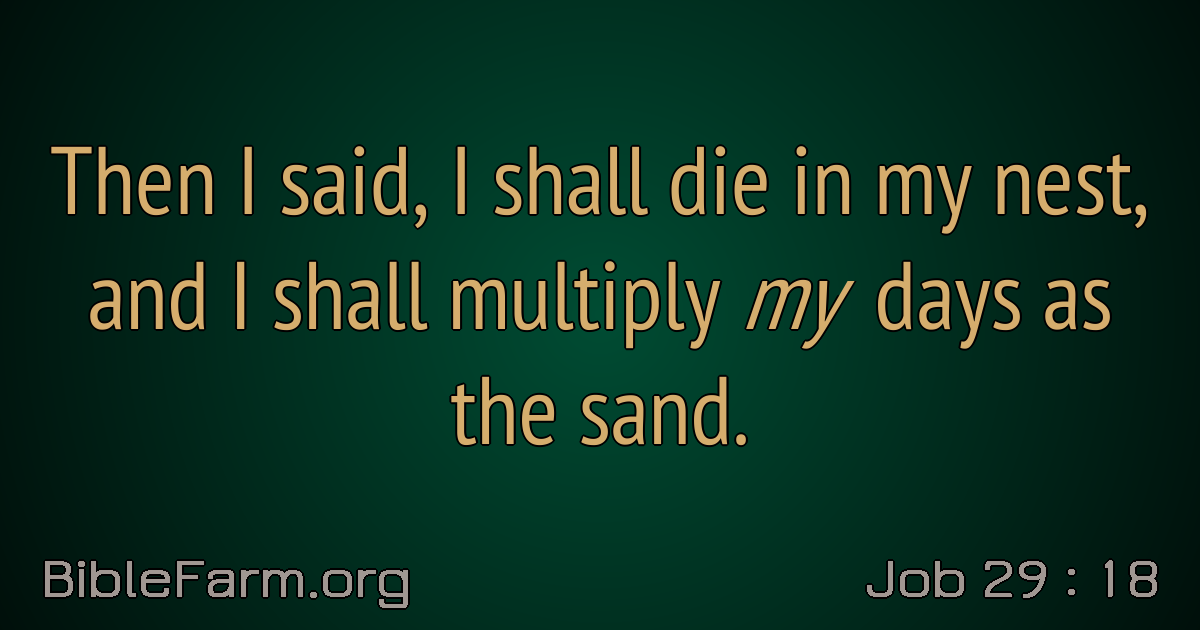 Then I said, I shall die in my nest,
and I shall multiply my days as
the sand.
BibleFarm.org
Job 29 : 18